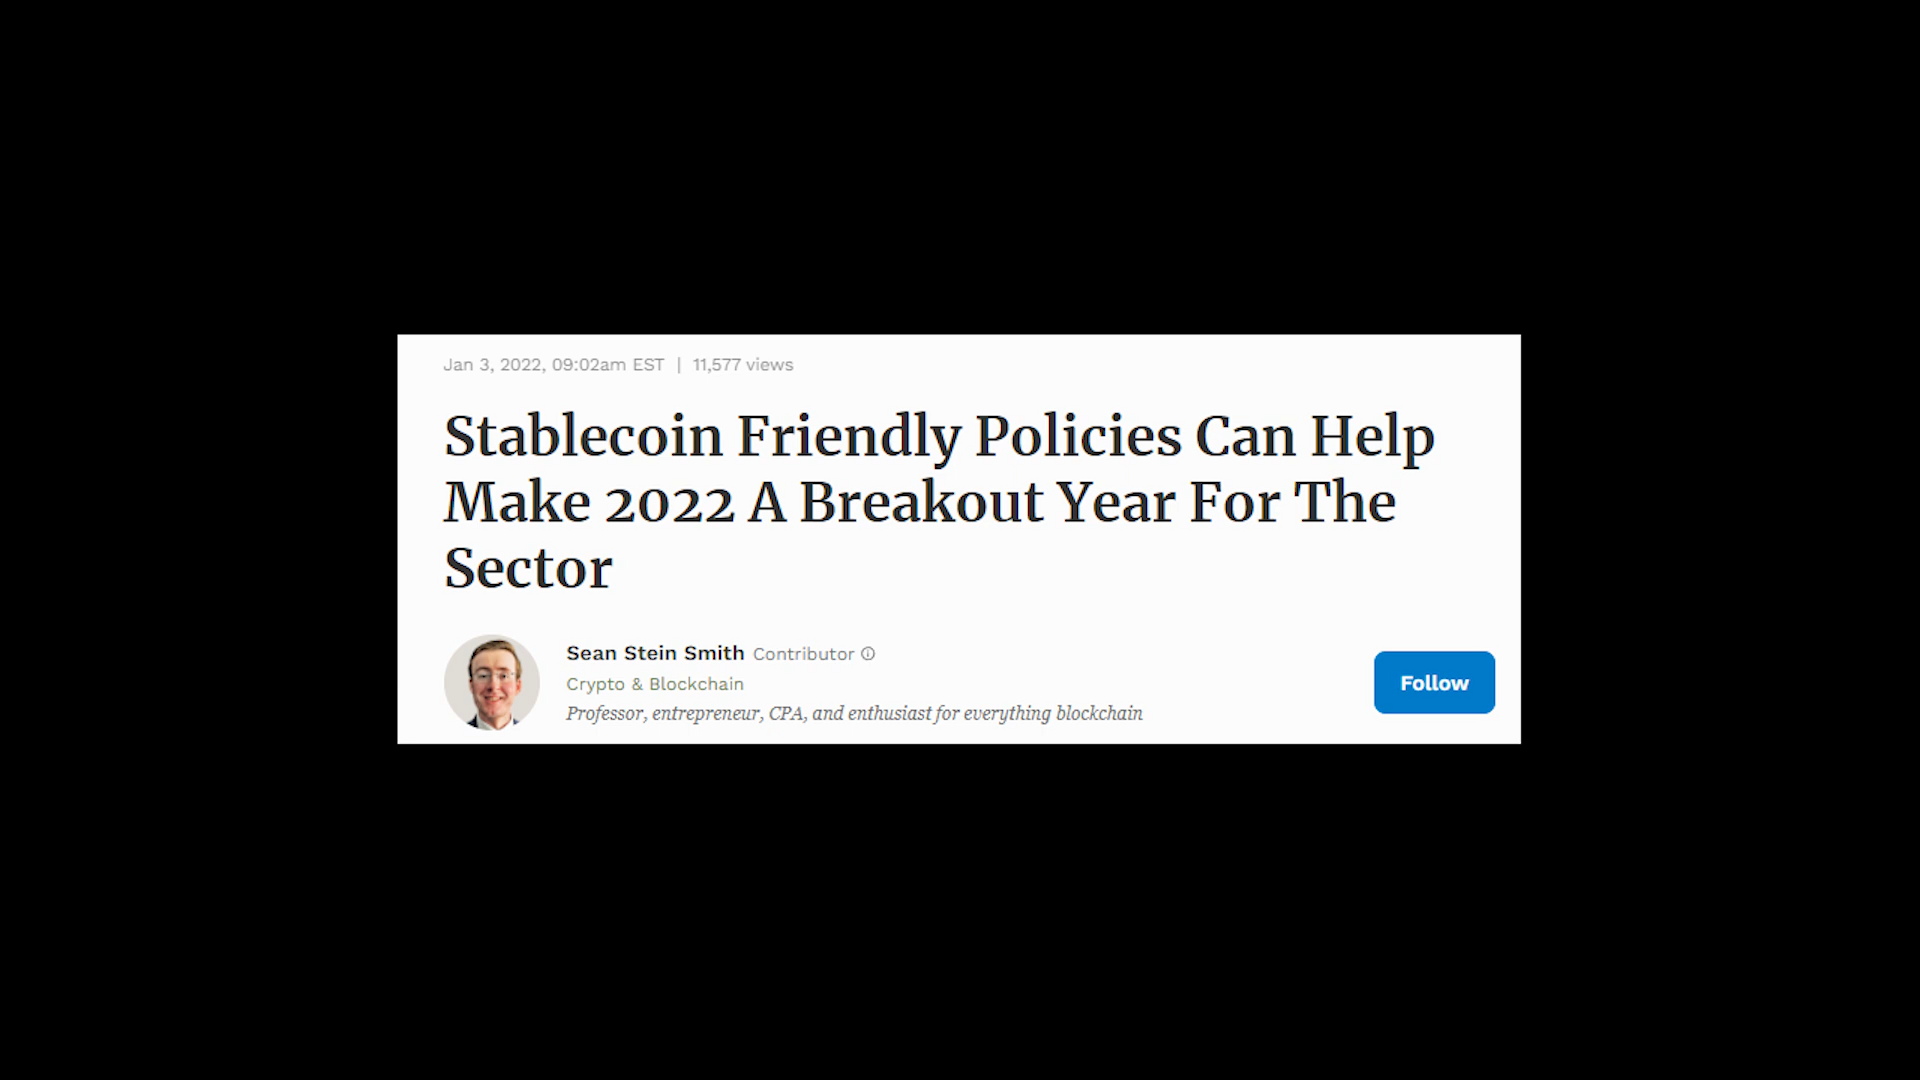 Jan 3, 2022, 09:02am EST | 11,577 views
Stablecoin Friendly Policies Can Help
Make 2022 A Breakout Year For The
Sector
Sean Stein Smith Contributor
Crypto & Blockchain
Professor, entrepreneur, CPA, and enthusiast for everything blockchain
Follow